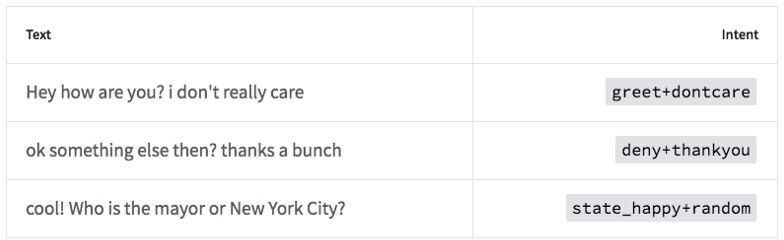 Text Intent
Hey how are you? i don't really care greet+dontcare
ok something else then? thanks a bunch deny+thankyou
cool! Who is the mayor or New York City? state_happy+random